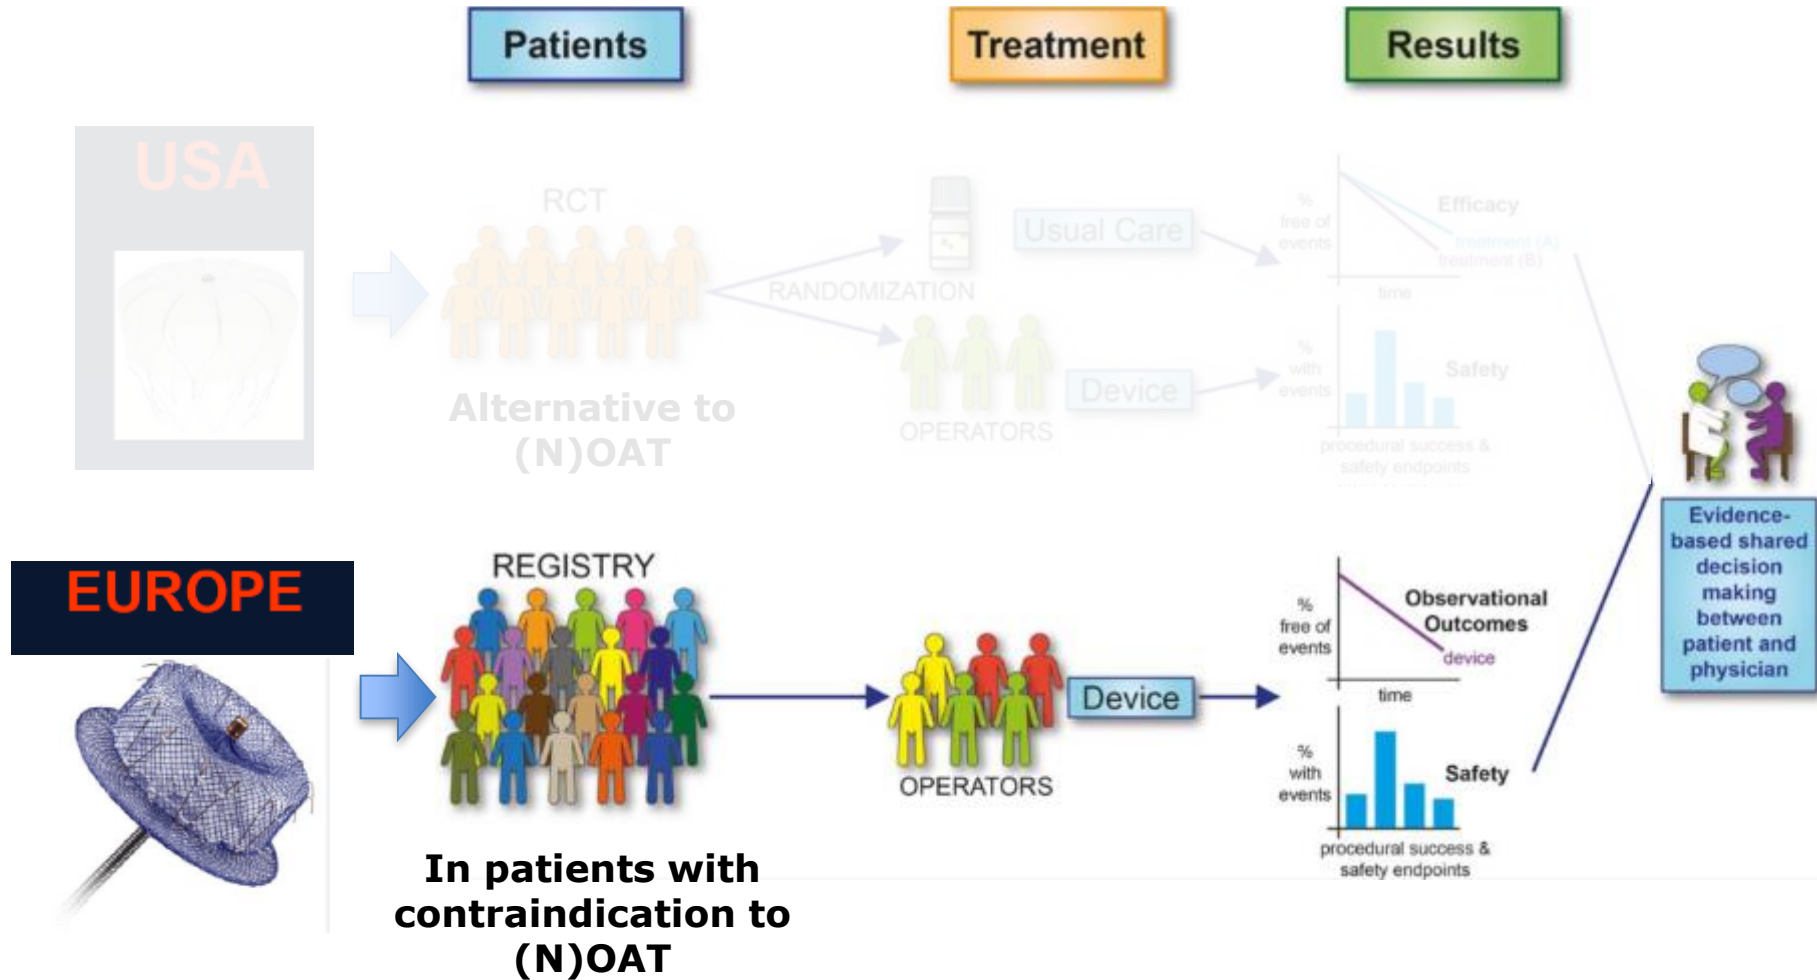 Patients
Treatment
Results
USA
RCT
Alternative to
(N)OAT
RANDOMIZATION
Usual Care
OPERATORS
Device
%
free of
events
Efficacy
treatment (A)
treatment (B)
time
%
with
events
Safety
procedural success &
safety endpoints
EUROPE
REGISTRY
In patients with
contraindication to
(N)OAT
OPERATORS
Device
%
free of
events
Observational
Outcomes
device
time
%
with
events
Safety
procedural success &
safety endpoints
Evidence-
based shared
decision
making
between
patient and
physician